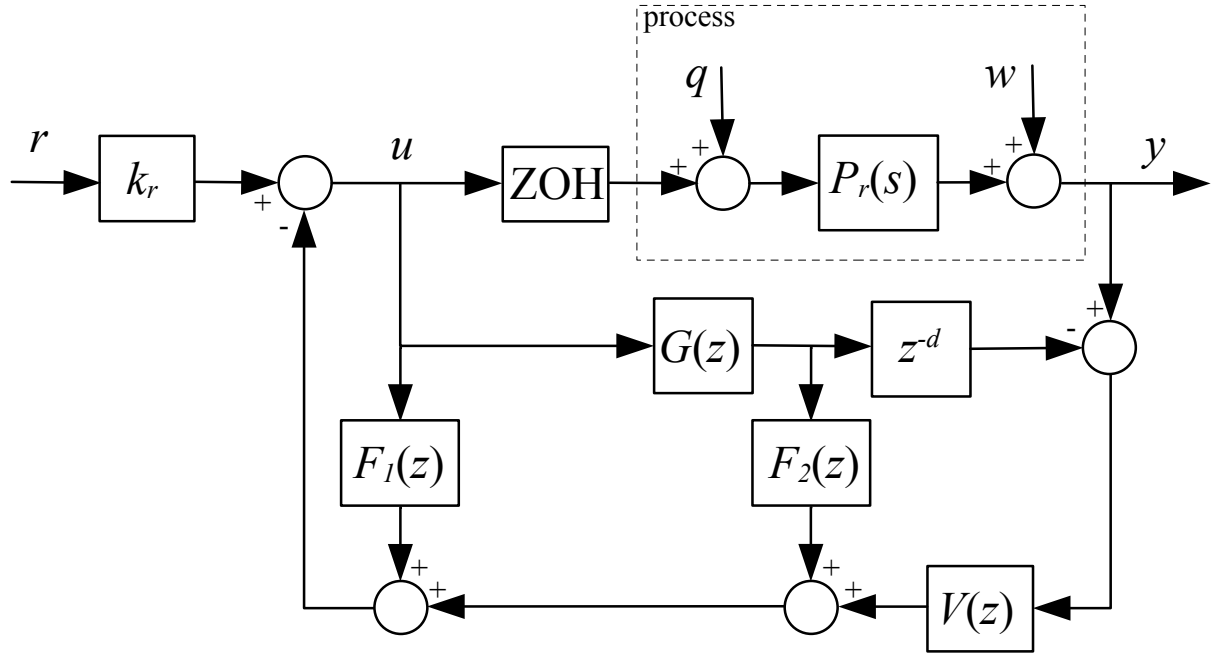 process
q
w
r
u
y
k_r
ZOH
P_r(s)
+
+
+
+
+
-
+
-
G(z)
z^{-d}
F_1(z)
F_2(z)
+
+
+
+
V(z)